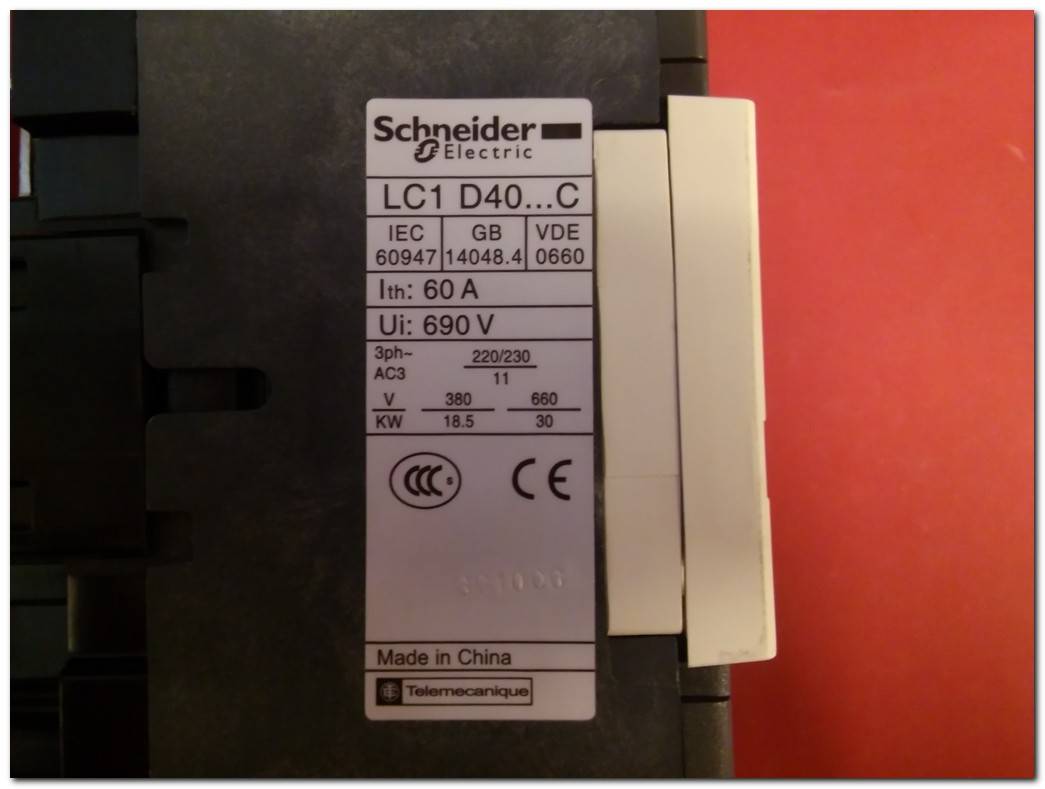 Schneider
Electric
LC1 D40...C
IEC GB VDE
60947 14048.4 0660
Ith: 60 A
Ui: 690 V
3ph~ 220/230
AC3 11
V 380 660
KW 18.5 30
CCC S CE
Made in China
Telemecanique